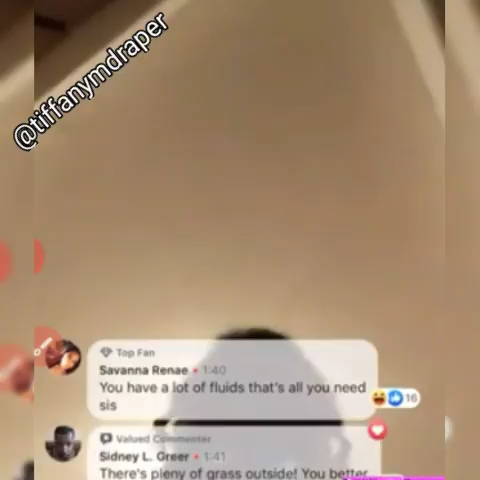 @tiffanymdraper
Top Fan
Savanna Renae • 1:40
You have a lot of fluids that's all you need
sis
16
Valued Commenter
Sidney L. Greer • 1:41
There's pleny of grass outside! You better